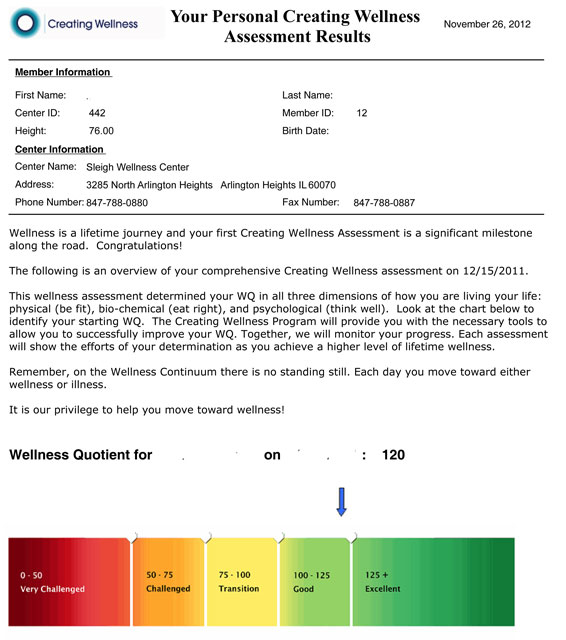 Creating Wellness
Your Personal Creating Wellness
Assessment Results
November 26, 2012
Member Information
First Name: Last Name:
Center ID: 442 Member ID: 12
Height: 76.00 Birth Date:
Center Information
Center Name: Sleigh Wellness Center
Address: 3285 North Arlington Heights Arlington Heights IL 60070
Phone Number: 847-788-0880 Fax Number: 847-788-0887
Wellness is a lifetime journey and your first Creating Wellness Assessment is a significant milestone
along the road. Congratulations!
The following is an overview of your comprehensive Creating Wellness assessment on 12/15/2011.
This wellness assessment determined your WQ in all three dimensions of how you are living your life:
physical (be fit), bio-chemical (eat right), and psychological (think well). Look at the chart below to
identify your starting WQ. The Creating Wellness Program will provide you with the necessary tools to
allow you to successfully improve your WQ. Together, we will monitor your progress. Each assessment
will show the efforts of your determination as you achieve a higher level of lifetime wellness.
Remember, on the Wellness Continuum there is no standing still. Each day you move toward either
wellness or illness.
It is our privilege to help you move toward wellness!
Wellness Quotient for on : 120
0 - 50 50 - 75 75 - 100 100 - 125 125 +
Very Challenged Challenged Transition Good Excellent